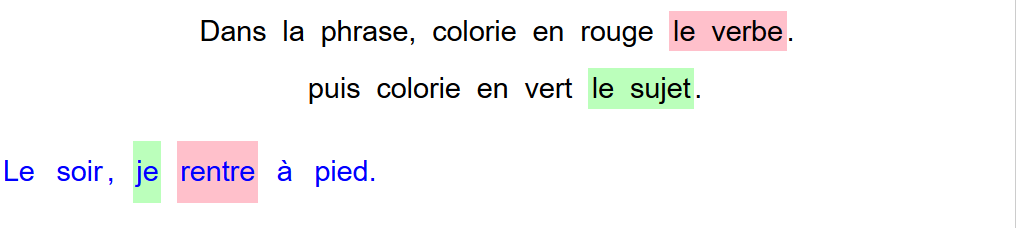 Dans la phrase, colorie en rouge le verbe.
puis colorie en vert le sujet.
Le soir, je rentre à pied.